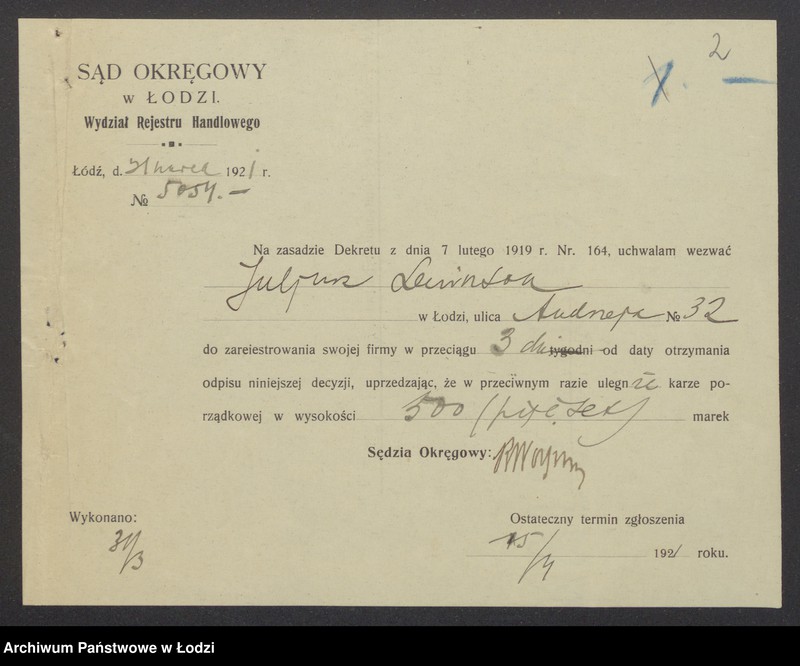 2
1.
SĄD OKRĘGOWY
w ŁODZI.
Wydział Rejestru Handlowego
Łódź, d. 1921 r.
№ 5054.—
Na zasadzie Dekretu z dnia 7 lutego 1919 r. Nr. 164, uchwalam wezwać
Juljusz Lewinson
w Łodzi, ulica Andrzeja № 32
do zareiestrowania swojej firmy w przeciągu 3 dni tygodni od daty otrzymania
odpisu niniejszej decyzji, uprzedzając, że w przeciwnym razie ulegnie karze po-
rządkowej w wysokości 500 (pięćset) marek
Sędzia Okręgowy:
Wykonano:
31/3
Ostateczny termin zgłoszenia
15/4 1921 roku.
Archiwum Państwowe w Łodzi